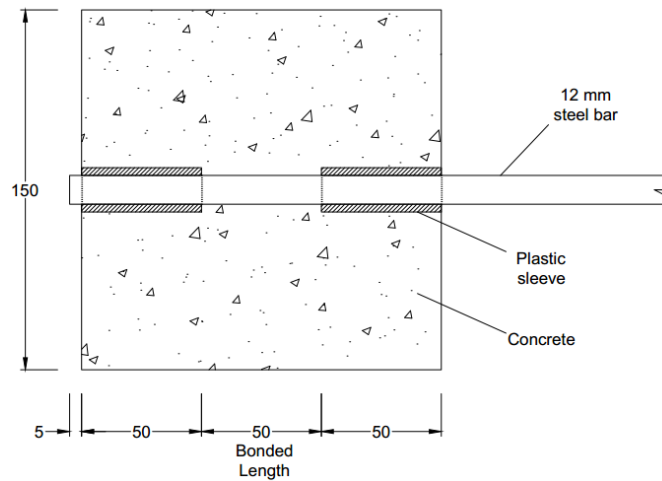 12 mm
steel bar
150
Plastic
sleeve
Concrete
5
50
50
50
Bonded
Length